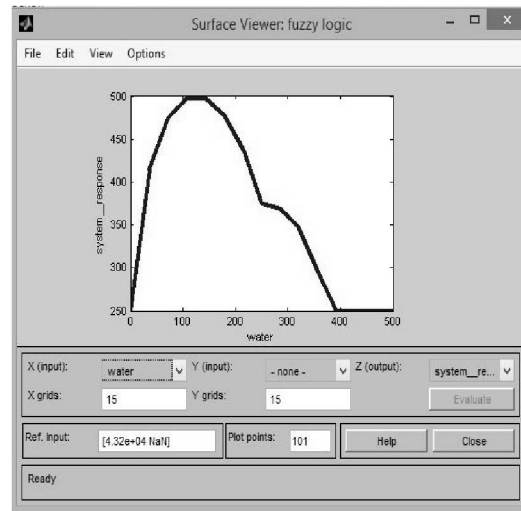 Surface Viewer: fuzzy logic
File Edit View Options
500
450
400
350
300
250
system__response
0 100 200 300 400 500
water
X (input): water Y (input): - none - Z (output): system__re...
X grids: 15 Y grids: 15 Evaluate
Ref. Input: [4.32e+04 NaN] Plot points: 101 Help Close
Ready